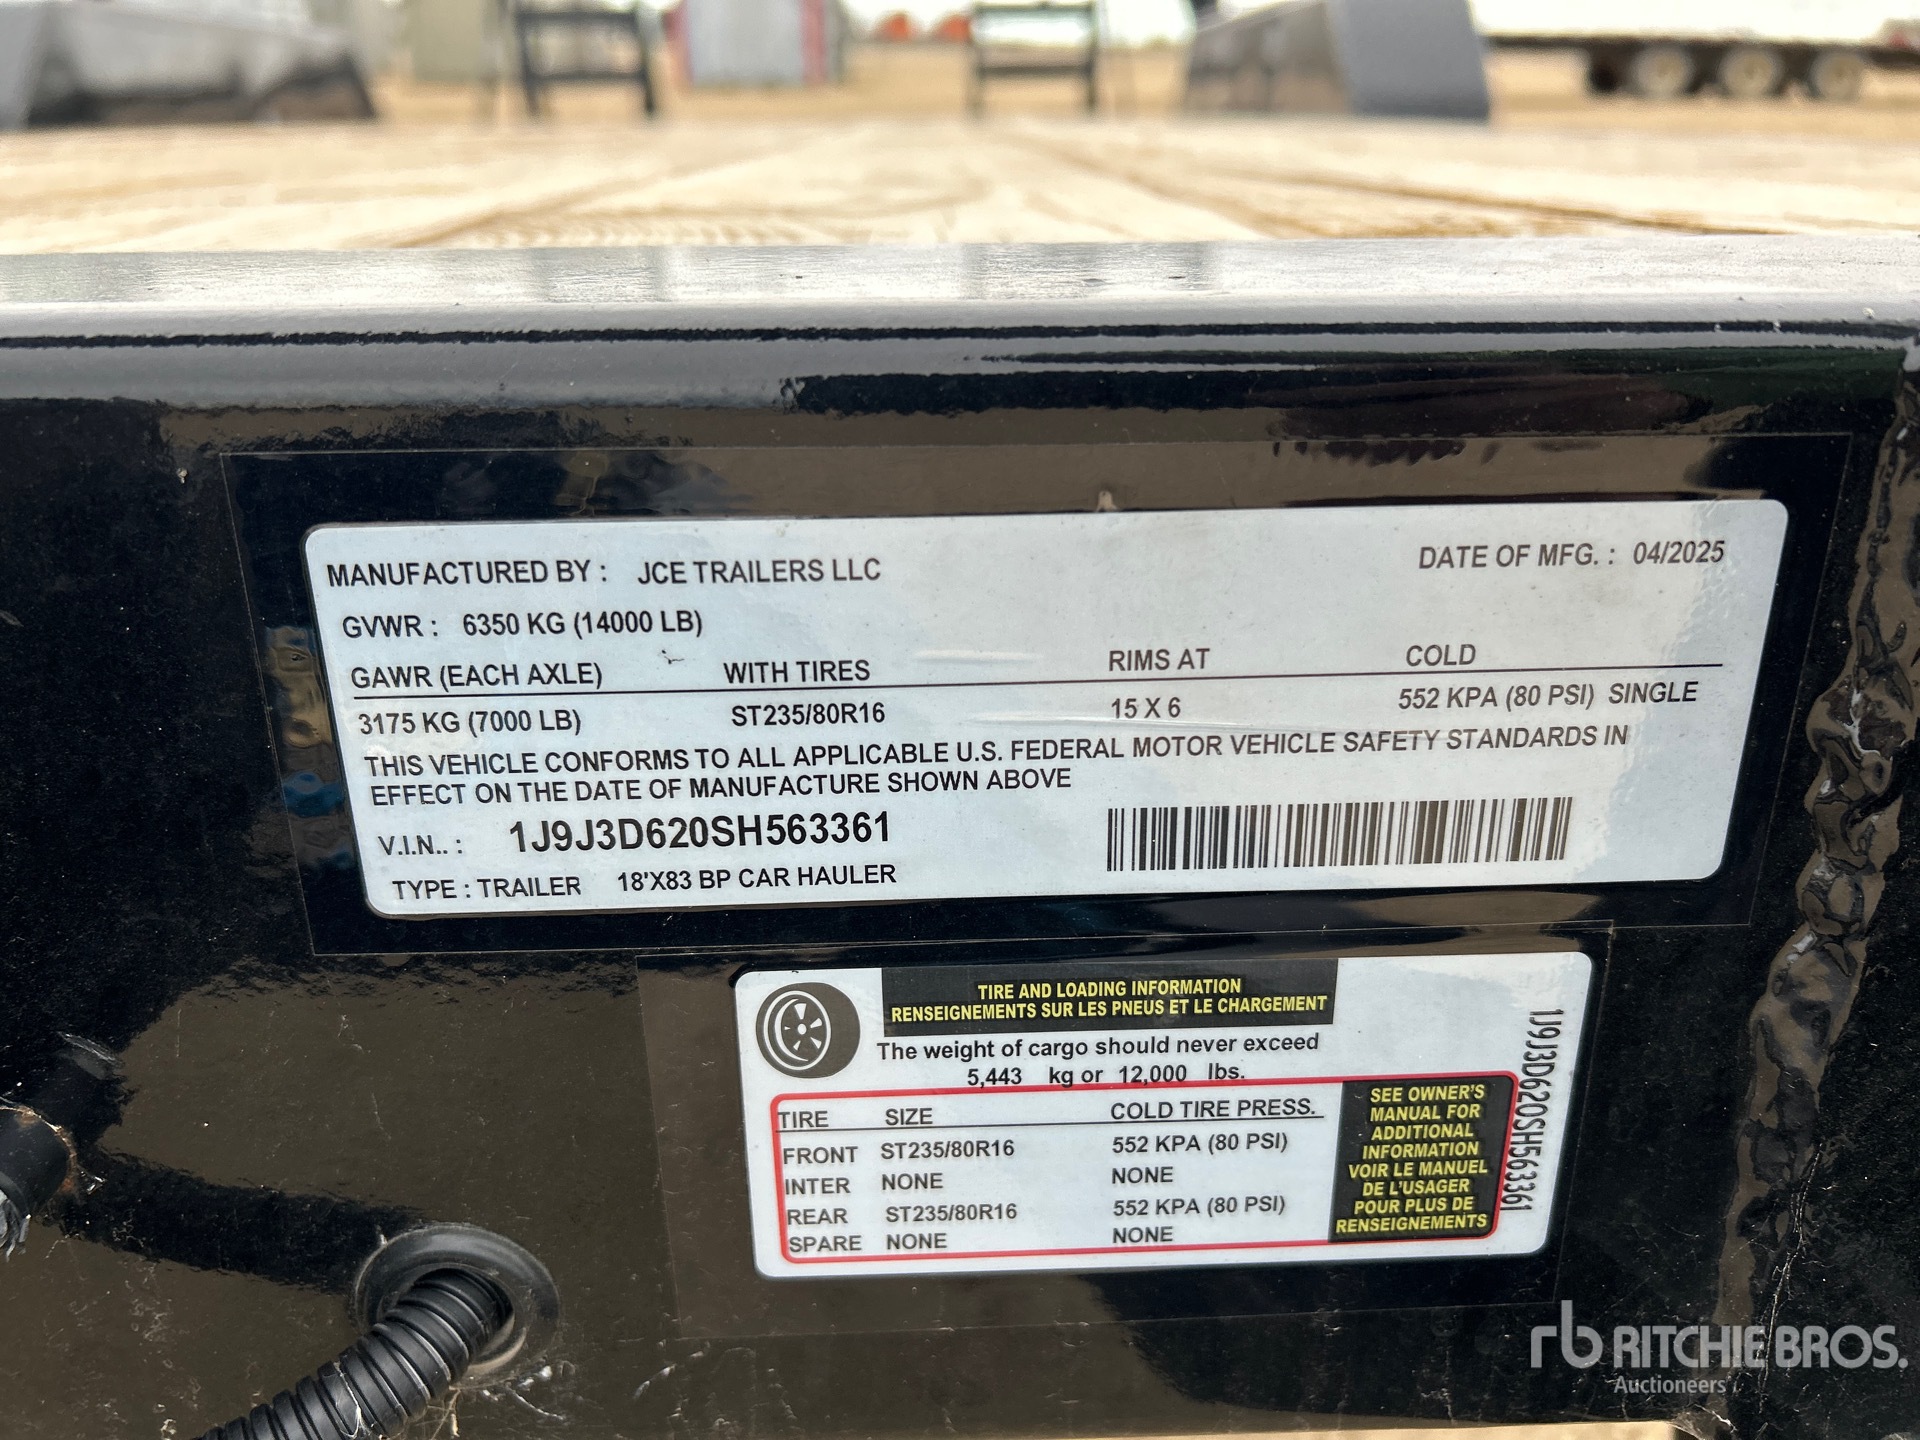 MANUFACTURED BY : JCE TRAILERS LLC DATE OF MFG. : 04/2025
GVWR : 6350 KG (14000 LB)
GAWR (EACH AXLE) WITH TIRES RIMS AT COLD
3175 KG (7000 LB) ST235/80R16 15 X 6 552 KPA (80 PSI) SINGLE
THIS VEHICLE CONFORMS TO ALL APPLICABLE U.S. FEDERAL MOTOR VEHICLE SAFETY STANDARDS IN
EFFECT ON THE DATE OF MANUFACTURE SHOWN ABOVE
V.I.N.. : 1J9J3D620SH563361
TYPE : TRAILER 18'X83 BP CAR HAULER
TIRE AND LOADING INFORMATION
RENSEIGNEMENTS SUR LES PNEUS ET LE CHARGEMENT
The weight of cargo should never exceed
5,443 kg or 12,000 lbs.
TIRE SIZE COLD TIRE PRESS.
FRONT ST235/80R16 552 KPA (80 PSI)
INTER NONE NONE
REAR ST235/80R16 552 KPA (80 PSI)
SPARE NONE NONE
SEE OWNER'S
MANUAL FOR
ADDITIONAL
INFORMATION
VOIR LE MANUEL
DE L'USAGER
POUR PLUS DE
RENSEIGNEMENTS
1J9J3D620SH563361
rb RITCHIE BROS.
Auctioneers